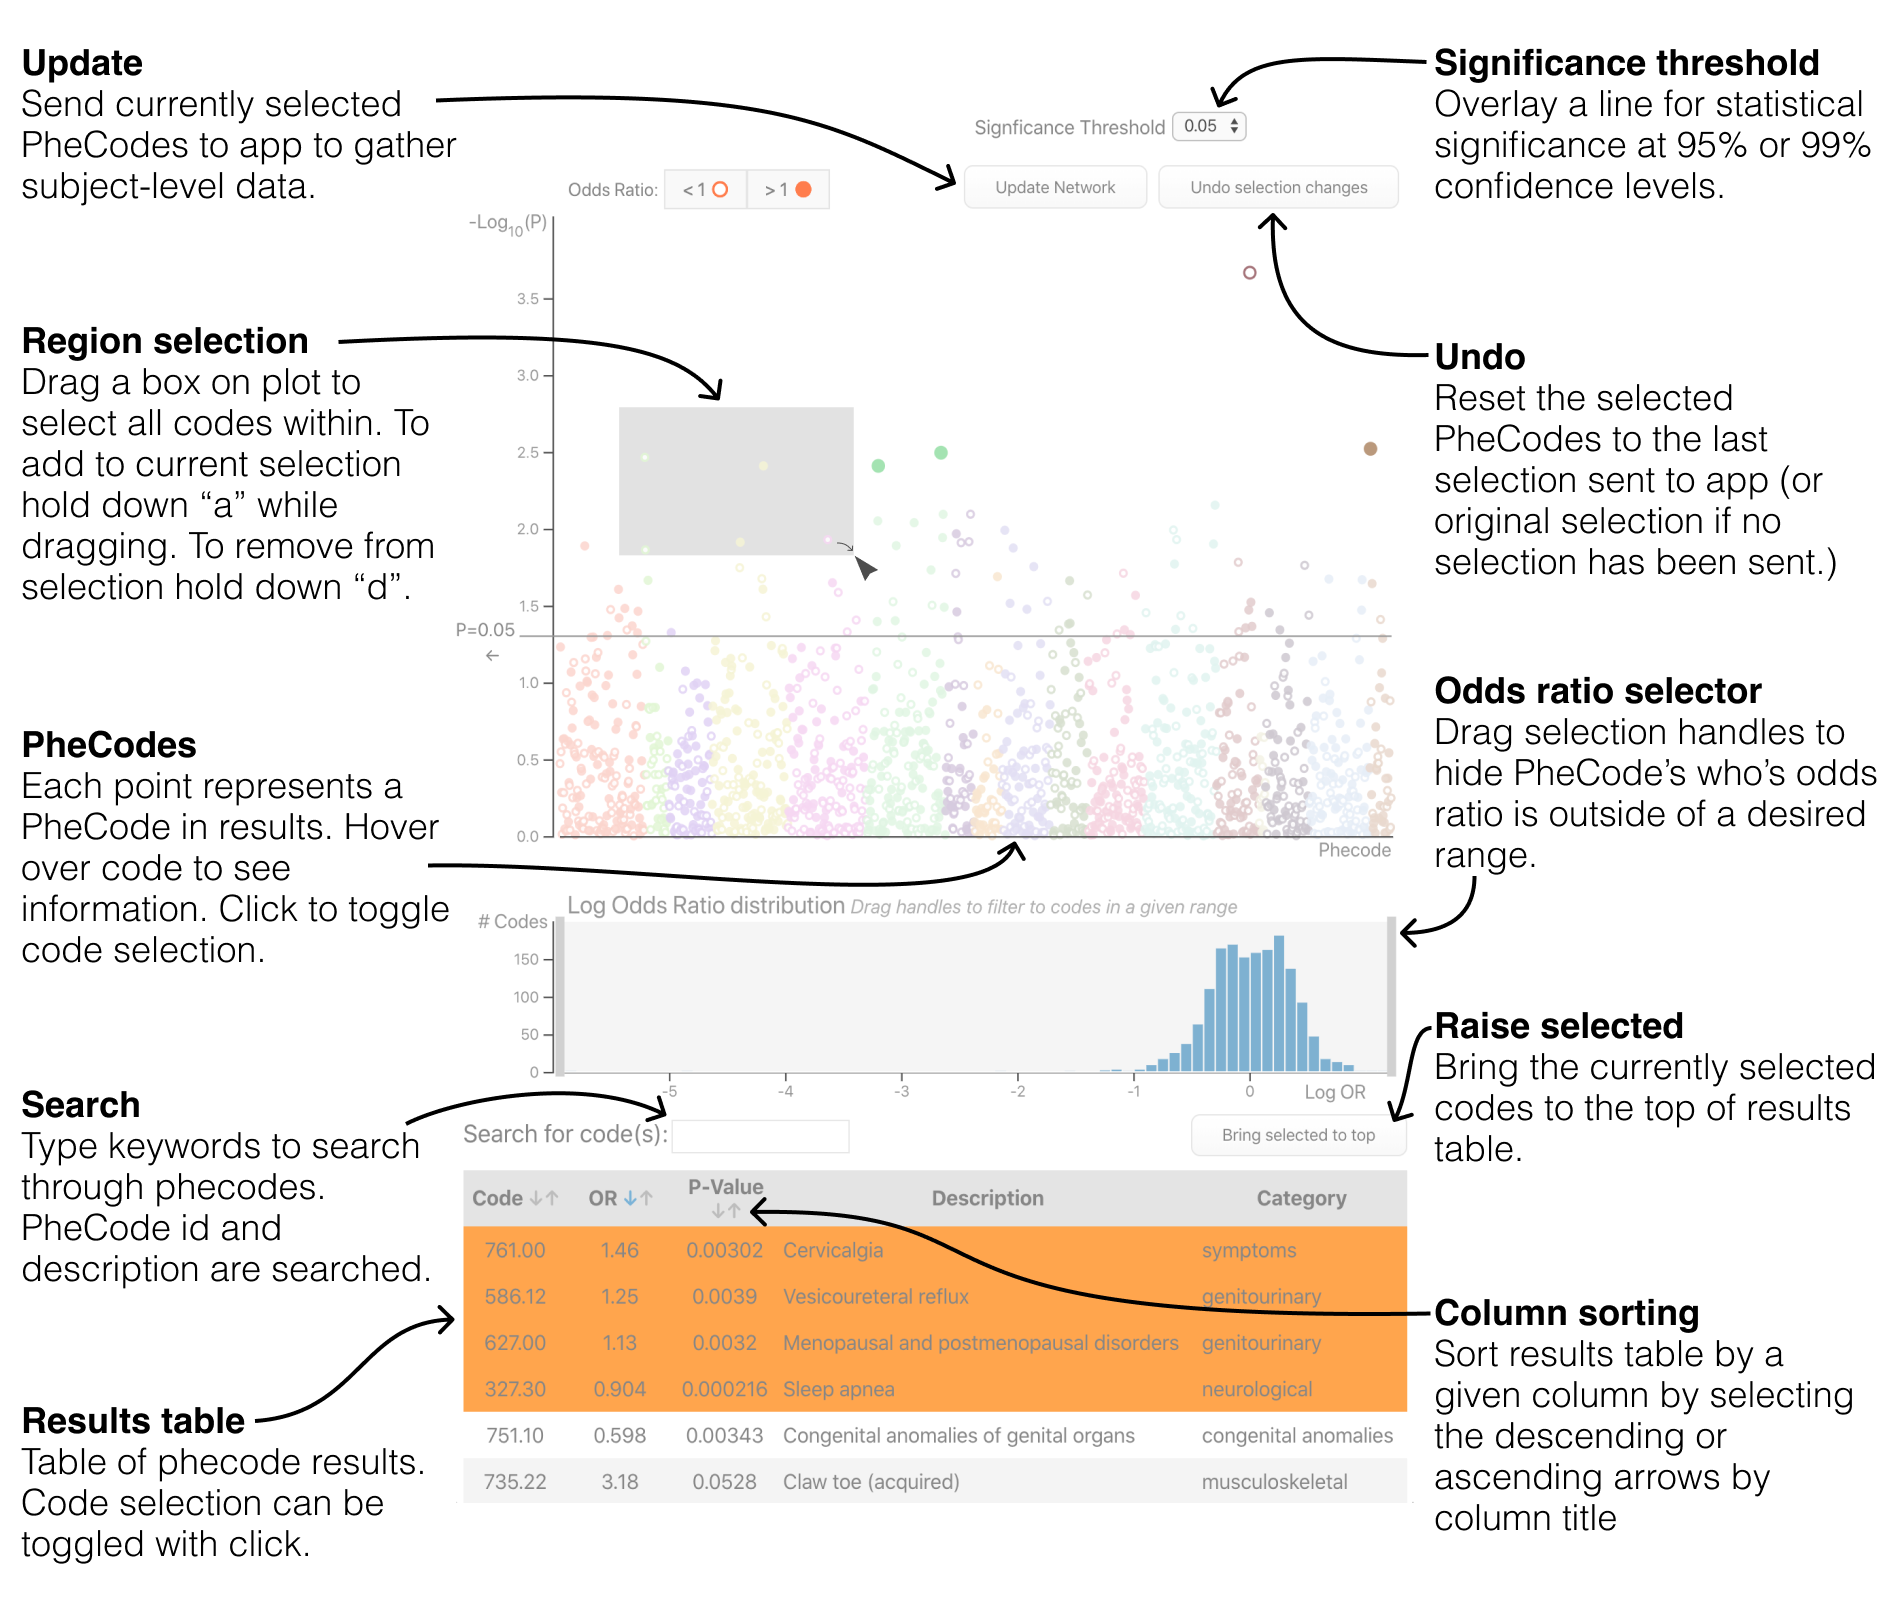 Update
Send currently selected
PheCodes to app to gather
subject-level data.
Region selection
Drag a box on plot to
select all codes within. To
add to current selection
hold down “a” while
dragging. To remove from
selection hold down “d”.
PheCodes
Each point represents a
PheCode in results. Hover
over code to see
information. Click to toggle
code selection.
Search
Type keywords to search
through phecodes.
PheCode id and
description are searched.
Results table
Table of phecode results.
Code selection can be
toggled with click.
Signficance Threshold 0.05
Odds Ratio: < 1 > 1
Update Network
Undo selection changes
-Log10(P)
3.5
3.0
2.5
2.0
1.5
P=0.05
←
1.0
0.5
0.0
Phecode
Log Odds Ratio distribution Drag handles to filter to codes in a given range
# Codes
150
100
50
0
-5 -4 -3 -2 -1 0 Log OR
Search for code(s):
Bring selected to top
Code ↓↑ OR ↓↑ P-Value ↓↑ Description Category
761.00 1.46 0.00302 Cervicalgia symptoms
586.12 1.25 0.0039 Vesicoureteral reflux genitourinary
627.00 1.13 0.0032 Menopausal and postmenopausal disorders genitourinary
327.30 0.904 0.000216 Sleep apnea neurological
751.10 0.598 0.00343 Congenital anomalies of genital organs congenital anomalies
735.22 3.18 0.0528 Claw toe (acquired) musculoskeletal
Significance threshold
Overlay a line for statistical
significance at 95% or 99%
confidence levels.
Undo
Reset the selected
PheCodes to the last
selection sent to app (or
original selection if no
selection has been sent.)
Odds ratio selector
Drag selection handles to
hide PheCode’s who’s odds
ratio is outside of a desired
range.
Raise selected
Bring the currently selected
codes to the top of results
table.
Column sorting
Sort results table by a
given column by selecting
the descending or
ascending arrows by
column title